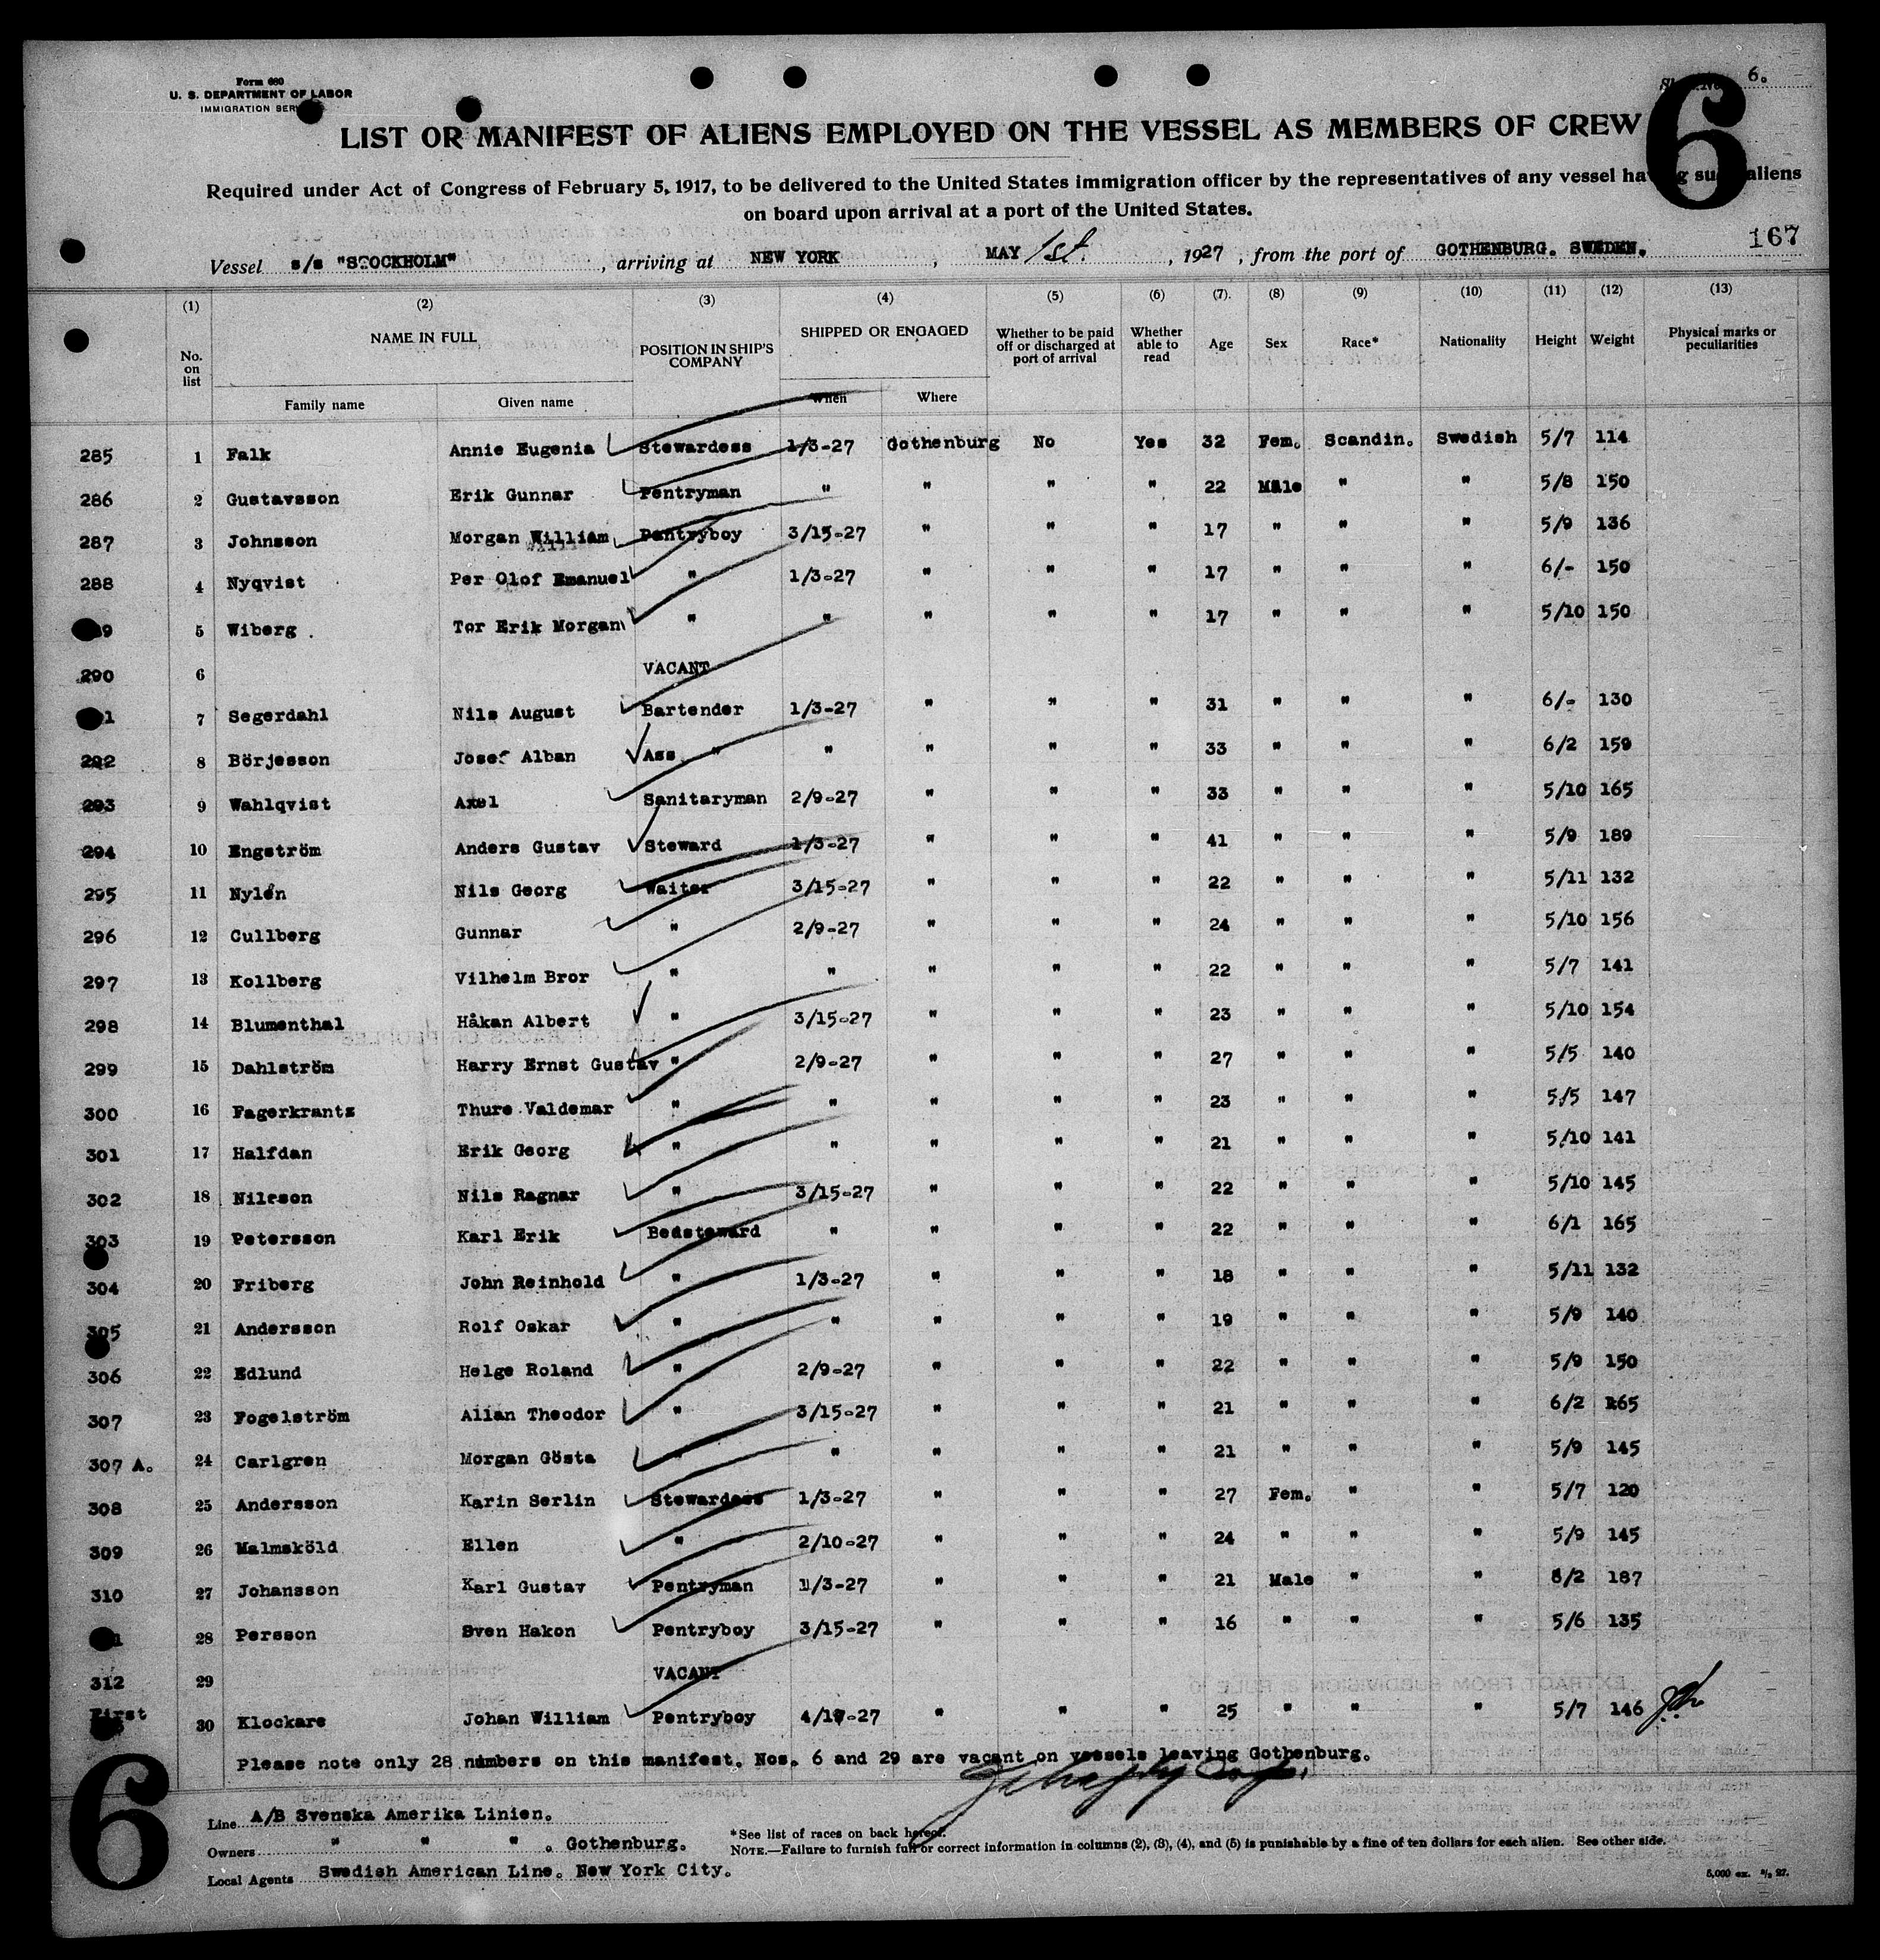 Form 680
U. S. DEPARTMENT OF LABOR
IMMIGRATION
6.
6
LIST OR MANIFEST OF ALIENS EMPLOYED ON THE VESSEL AS MEMBERS OF CREW
Required under Act of Congress of February 5, 1917, to be delivered to the United States immigration officer by the representatives of any vessel having such aliens
on board upon arrival at a port of the United States.
167
Vessel s/s "STOCKHOLM", arriving at NEW YORK, MAY 1st., 1927, from the port of GOTHENBURG. SWEDEN.
(1) (2) (3) (4) (5) (6) (7). (8) (9) (10) (11) (12) (13)
No. on list NAME IN FULL POSITION IN SHIP'S COMPANY SHIPPED OR ENGAGED Whether to be paid off or discharged at port of arrival Whether able to read Age Sex Race* Nationality Height Weight Physical marks or peculiarities
Family name Given name When Where
285 1 Falk Annie Eugenia Stewardess 1/3-27 Gothenburg No Yes 32 Fem. Scandin. Swedish 5/7 114
286 2 Gustavsson Erik Gunnar Pentryman " " " " 22 Male " " 5/8 150
287 3 Johnsson Morgan William Pentryboy 3/15-27 " " " 17 " " " 5/9 136
288 4 Nyqvist Per Olof Emanuel " 1/3-27 " " " 17 " " " 6/- 150
5 Wiberg . Tor Erik Morgan " " " " " 17 " " " 5/10 150
290 6 VACANT
7 Segerdahl Nils August Bartender 1/3-27 " " " 31 " " " 6/- 130
292 8 Börjesson Josef Alban Ass " " " " " 33 " " " 6/2 159
293 9 Wahlqvist Axel Sanitaryman 2/9-27 " " " 33 " " " 5/10 165
294 10 Engström Anders Gustav Steward 1/3-27 " " " 41 " " " 5/9 189
295 11 Nylén Nils Georg Waiter 3/15-27 " " " 22 " " " 5/11 132
296 12 Cullberg Gunnar " 2/9-27 " " " 24 " " " 5/10 156
297 13 Kollberg Vilhelm Bror " " " " " 22 " " " 5/7 141
298 14 Blumenthal Håkan Albert " 3/15-27 " " " 23 " " " 5/10 154
299 15 Dahlström Harry Ernst Gustav " 2/9-27 " " " 27 " " " 5/5 140
300 16 Fagerkrantz Thure Valdemar " " " " " 23 " " " 5/5 147
301 17 Halfdan Erik Georg " " " " " 21 " " " 5/10 141
302 18 Nilsson Nils Ragnar " 3/15-27 " " " 22 " " " 5/10 145
303 19 Petersson Karl Erik Bedsteward " " " " 22 " " " 6/1 165
304 20 Friberg John Reinhold " 1/3-27 " " " 18 " " " 5/11 132
305 21 Andersson Rolf Oskar " " " " " 19 " " " 5/9 140
306 22 Edlund Helge Roland " 2/9-27 " " " 22 " " " 5/9 150
307 23 Fogelström Allan Theodor " 3/15-27 " " " 21 " " " 6/2 165
307 A. 24 Carlgren Morgan Gösta " " " " " 21 " " " 5/9 145
308 25 Andersson Karin Serlin Stewardess 1/3-27 " " " 27 Fem. " " 5/7 120
309 26 Malmsköld Ellen " 2/10-27 " " " 24 " " " 5/9 145
310 27 Johansson Karl Gustav Pentryman 1/3-27 " " " 21 Male " " 6/2 187
28 Persson Sven Hakon Pentryboy 3/15-27 " " " 16 " " " 5/6 135
312 29 VACANT
First 30 Klockare Johan William Pentryboy 4/19-27 " " " 25 " " " 5/7 146
Please note only 28 numbers on this manifest. Nos. 6 and 29 are vacant on vessels leaving Gothenburg.
6
Line A/B Svenska Amerika Linien.
Owners " " " . Gothenburg.
Local Agents Swedish American Line. New York City.
*See list of races on back hereof.
NOTE.—Failure to furnish full or correct information in columns (2), (3), (4), and (5) is punishable by a fine of ten dollars for each alien. See other side.
5,000 ex. 2/2 27.